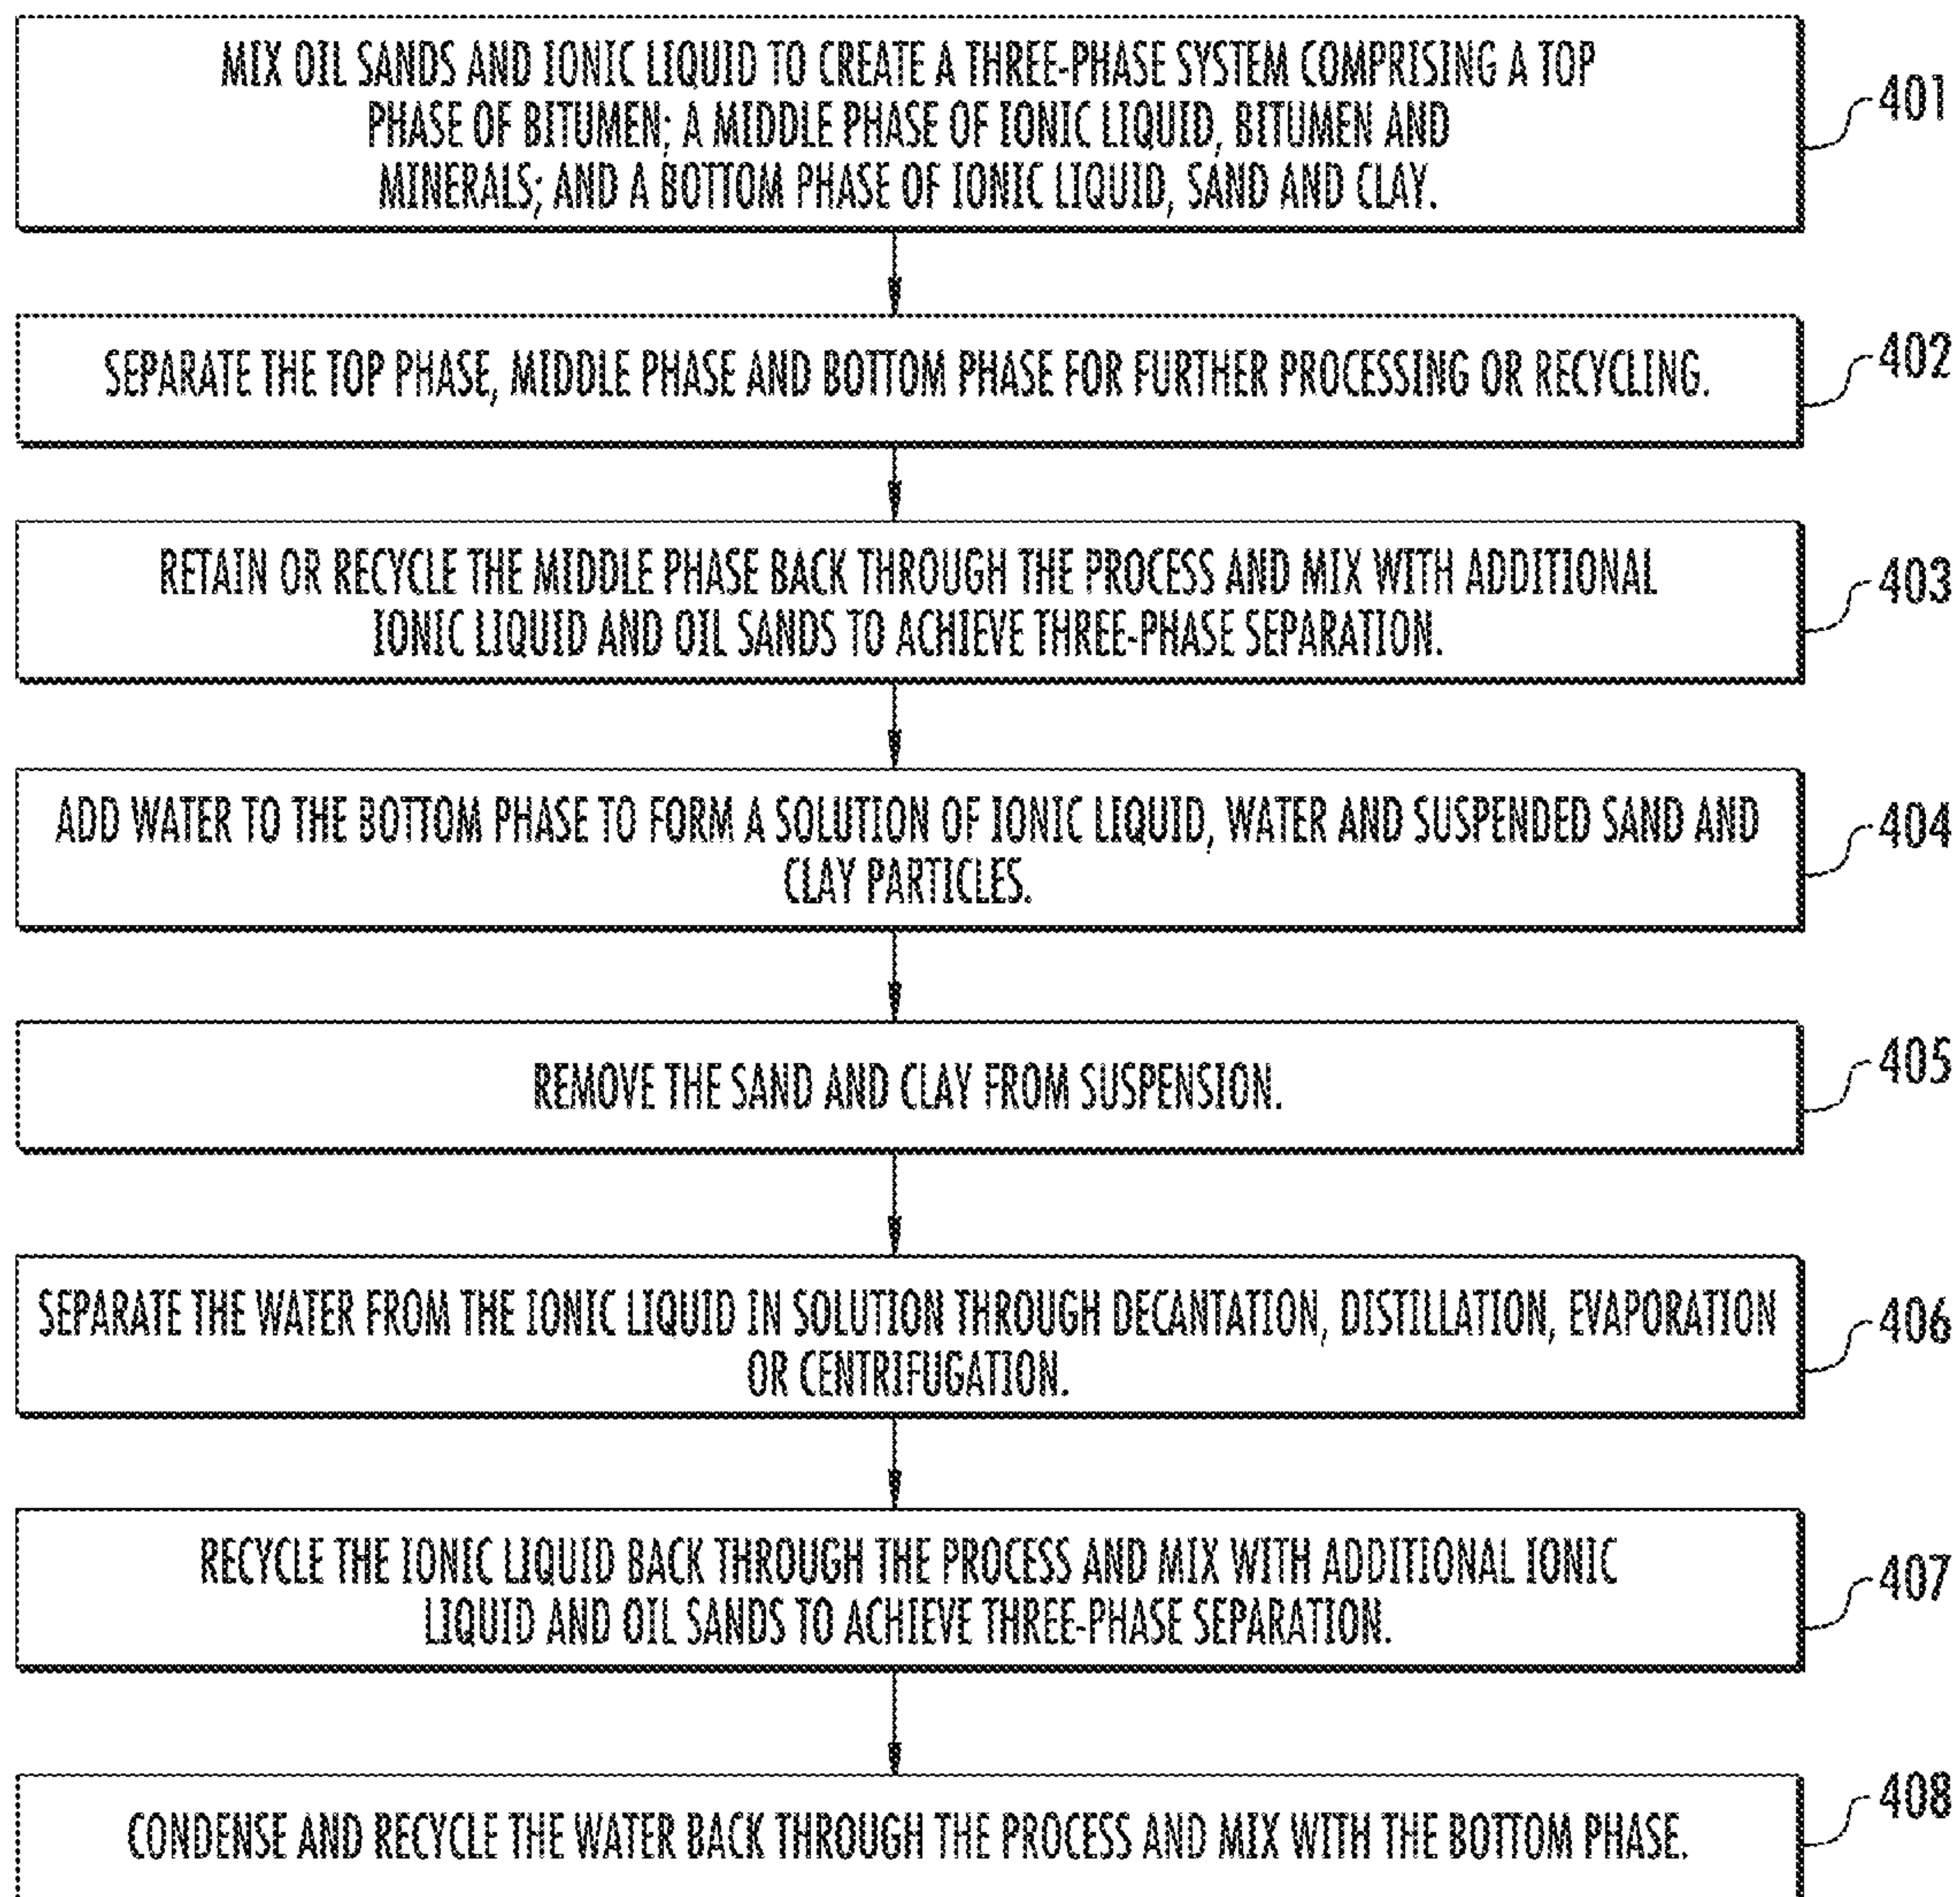 MIX OIL SANDS AND IONIC LIQUID TO CREATE A THREE-PHASE SYSTEM COMPRISING A TOP
PHASE OF BITUMEN; A MIDDLE PHASE OF IONIC LIQUID, BITUMEN AND
MINERALS; AND A BOTTOM PHASE OF IONIC LIQUID, SAND AND CLAY.
401
SEPARATE THE TOP PHASE, MIDDLE PHASE AND BOTTOM PHASE FOR FURTHER PROCESSING OR RECYCLING.
402
RETAIN OR RECYCLE THE MIDDLE PHASE BACK THROUGH THE PROCESS AND MIX WITH ADDITIONAL
IONIC LIQUID AND OIL SANDS TO ACHIEVE THREE-PHASE SEPARATION.
403
ADD WATER TO THE BOTTOM PHASE TO FORM A SOLUTION OF IONIC LIQUID, WATER AND SUSPENDED SAND AND
CLAY PARTICLES.
404
REMOVE THE SAND AND CLAY FROM SUSPENSION.
405
SEPARATE THE WATER FROM THE IONIC LIQUID IN SOLUTION THROUGH DECANTATION, DISTILLATION, EVAPORATION
OR CENTRIFUGATION.
406
RECYCLE THE IONIC LIQUID BACK THROUGH THE PROCESS AND MIX WITH ADDITIONAL IONIC
LIQUID AND OIL SANDS TO ACHIEVE THREE-PHASE SEPARATION.
407
CONDENSE AND RECYCLE THE WATER BACK THROUGH THE PROCESS AND MIX WITH THE BOTTOM PHASE.
408